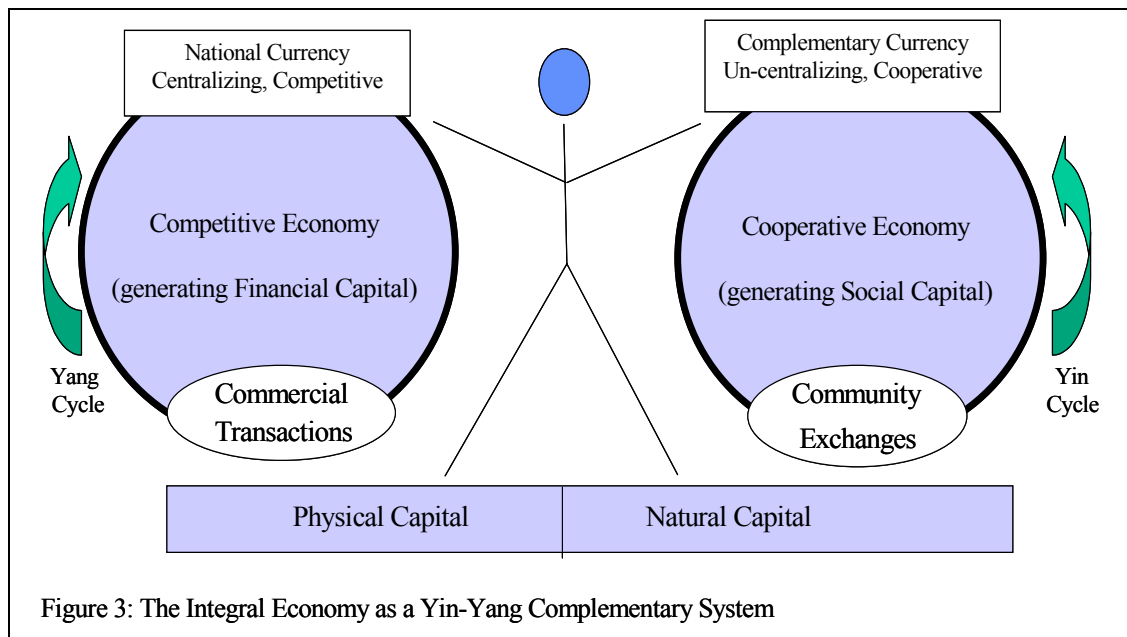 National Currency
Centralizing, Competitive
Complementary Currency
Un-centralizing, Cooperative
Competitive Economy
(generating Financial Capital)
Cooperative Economy
(generating Social Capital)
Yang
Cycle
Commercial
Transactions
Community
Exchanges
Yin
Cycle
Physical Capital
Natural Capital
Figure 3: The Integral Economy as a Yin-Yang Complementary System